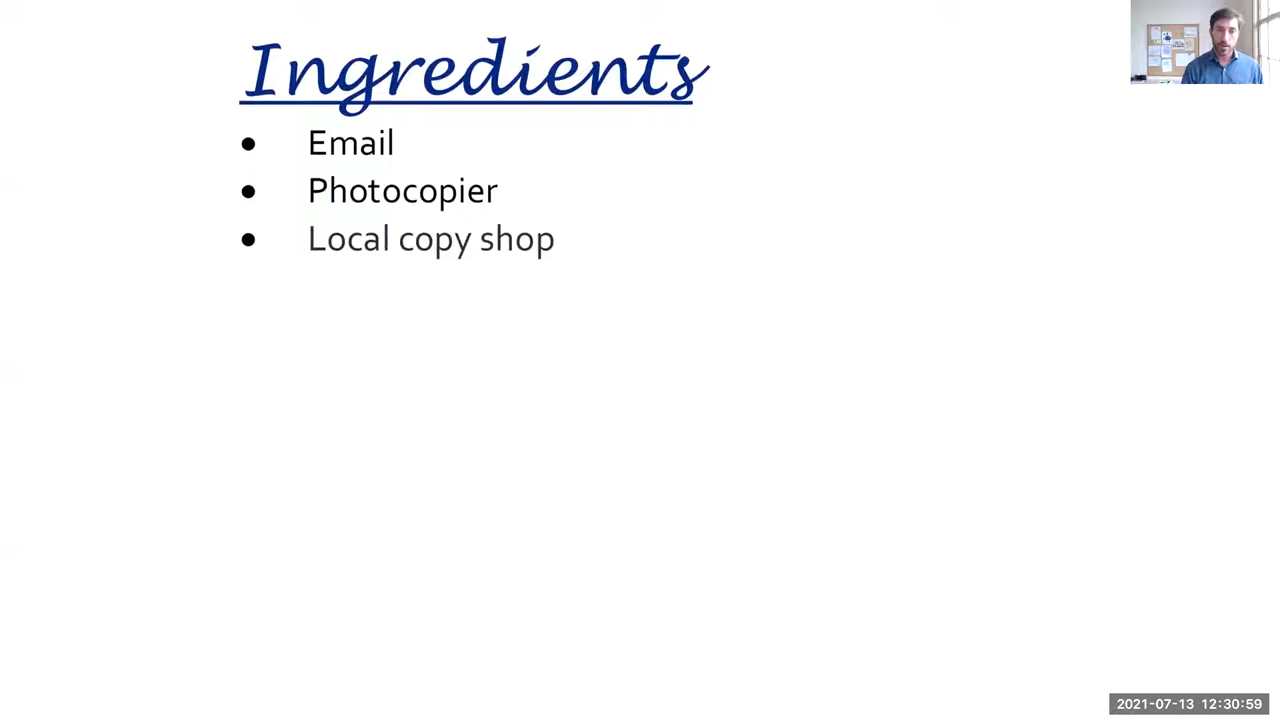 Ingredients
• Email
• Photocopier
• Local copy shop
2021-07-13 12:30:59